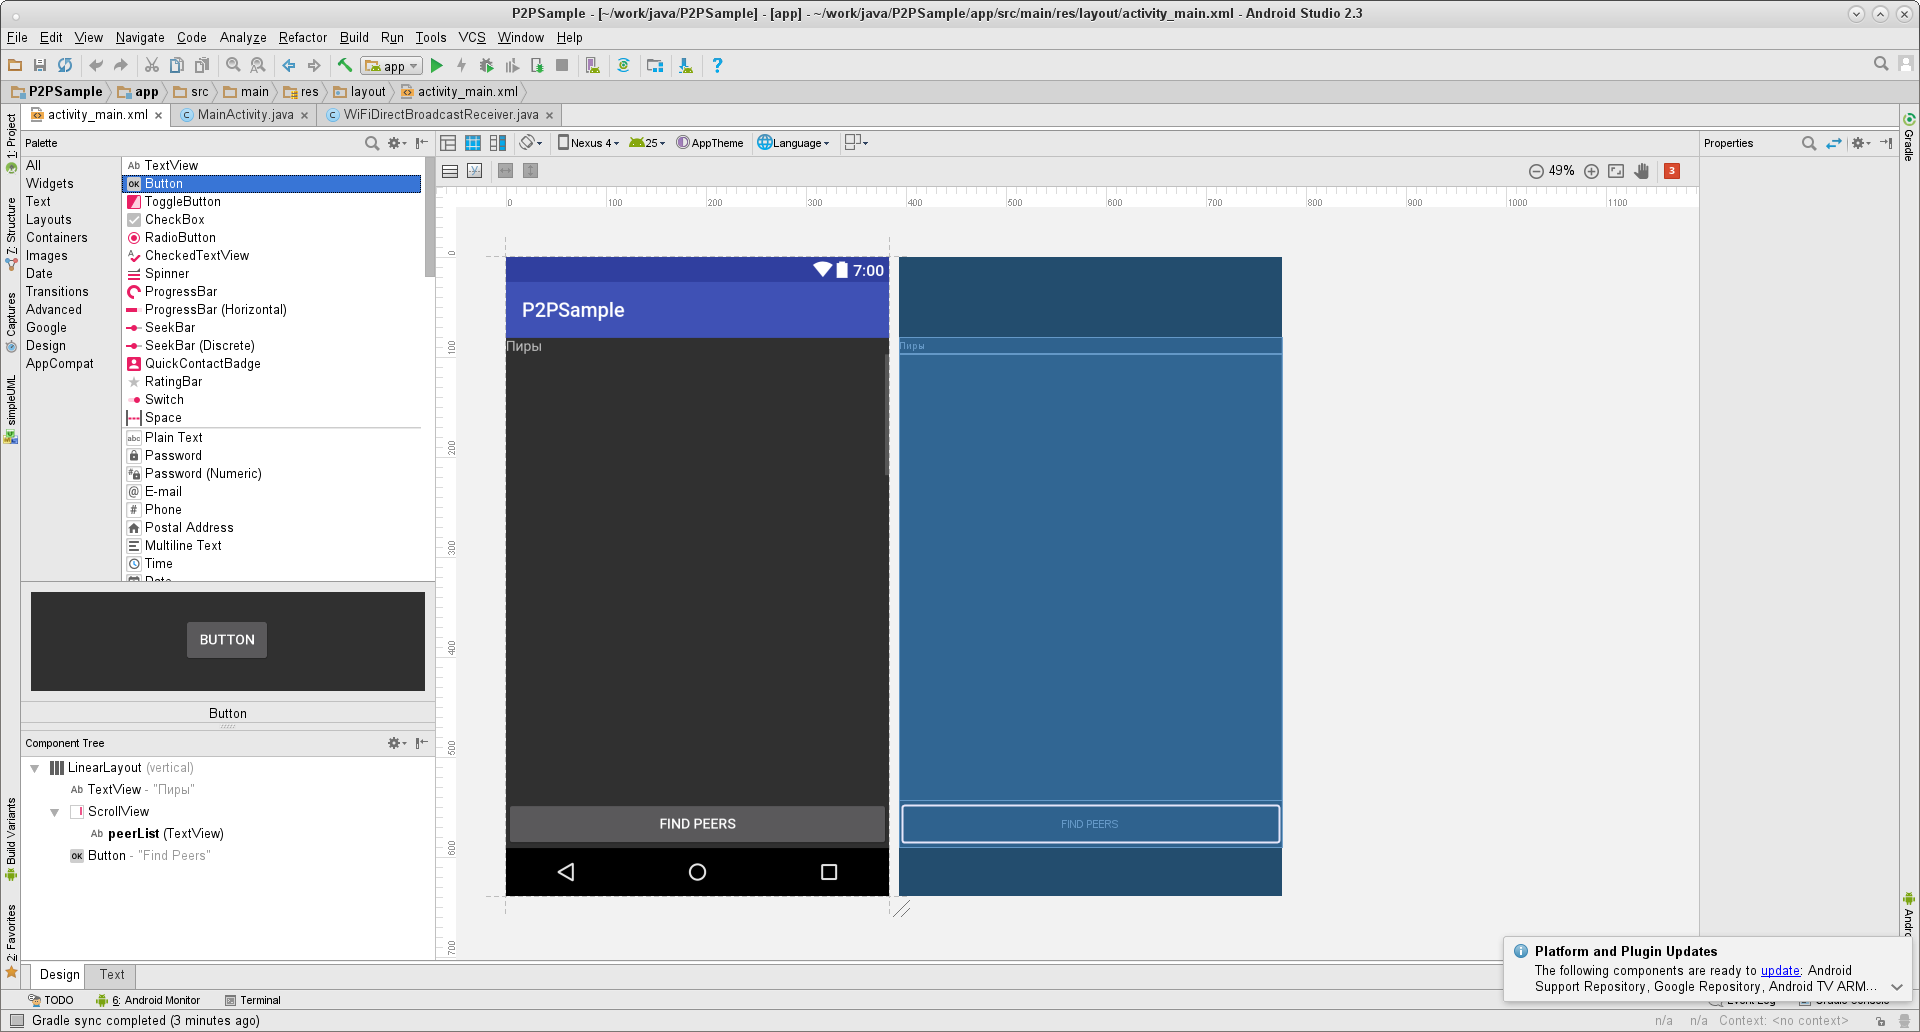 P2PSample - [~/work/java/P2PSample] - [app] - ~/work/java/P2PSample/app/src/main/res/layout/activity_main.xml - Android Studio 2.3
File Edit View Navigate Code Analyze Refactor Build Run Tools VCS Window Help
app
P2PSample app src main res layout activity_main.xml
activity_main.xml MainActivity.java WiFiDirectBroadcastReceiver.java
1: Project
7: Structure
Captures
simpleUML
Build Variants
2: Favorites
Palette
All
Widgets
Text
Layouts
Containers
Images
Date
Transitions
Advanced
Google
Design
AppCompat
Ab TextView
OK Button
ToggleButton
CheckBox
RadioButton
CheckedTextView
Spinner
ProgressBar
ProgressBar (Horizontal)
SeekBar
SeekBar (Discrete)
QuickContactBadge
RatingBar
Switch
Space
abc Plain Text
Password
Password (Numeric)
@ E-mail
# Phone
Postal Address
Multiline Text
Time
Date
BUTTON
Button
Component Tree
LinearLayout (vertical)
Ab TextView - "Пиры"
ScrollView
Ab peerList (TextView)
OK Button - "Find Peers"
Nexus 4 25 AppTheme Language
49% 3
0 100 200 300 400 500 600 700 800 900 1000 1100
0
100
200
300
400
500
600
700
7:00
P2PSample
Пиры
FIND PEERS
Пиры
FIND PEERS
Properties
Gradle
Platform and Plugin Updates
The following components are ready to update: Android
Support Repository, Google Repository, Android TV ARM...
Design Text
TODO 6: Android Monitor Terminal
Gradle sync completed (3 minutes ago)
n/a n/a Context: <no context>